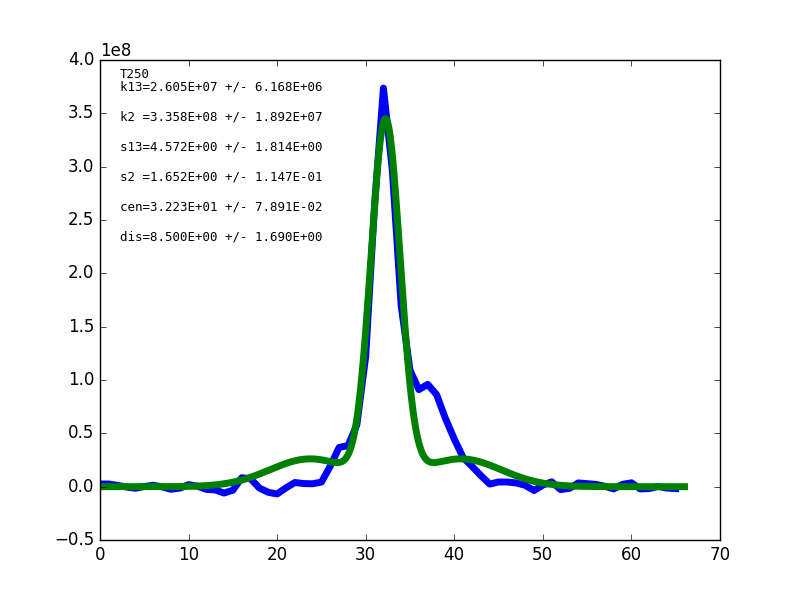 1e8
T250
k13=2.605E+07 +/- 6.168E+06
k2 =3.358E+08 +/- 1.892E+07
s13=4.572E+00 +/- 1.814E+00
s2 =1.652E+00 +/- 1.147E-01
cen=3.223E+01 +/- 7.891E-02
dis=8.500E+00 +/- 1.690E+00
4.0
3.5
3.0
2.5
2.0
1.5
1.0
0.5
0.0
−0.5
0 10 20 30 40 50 60 70